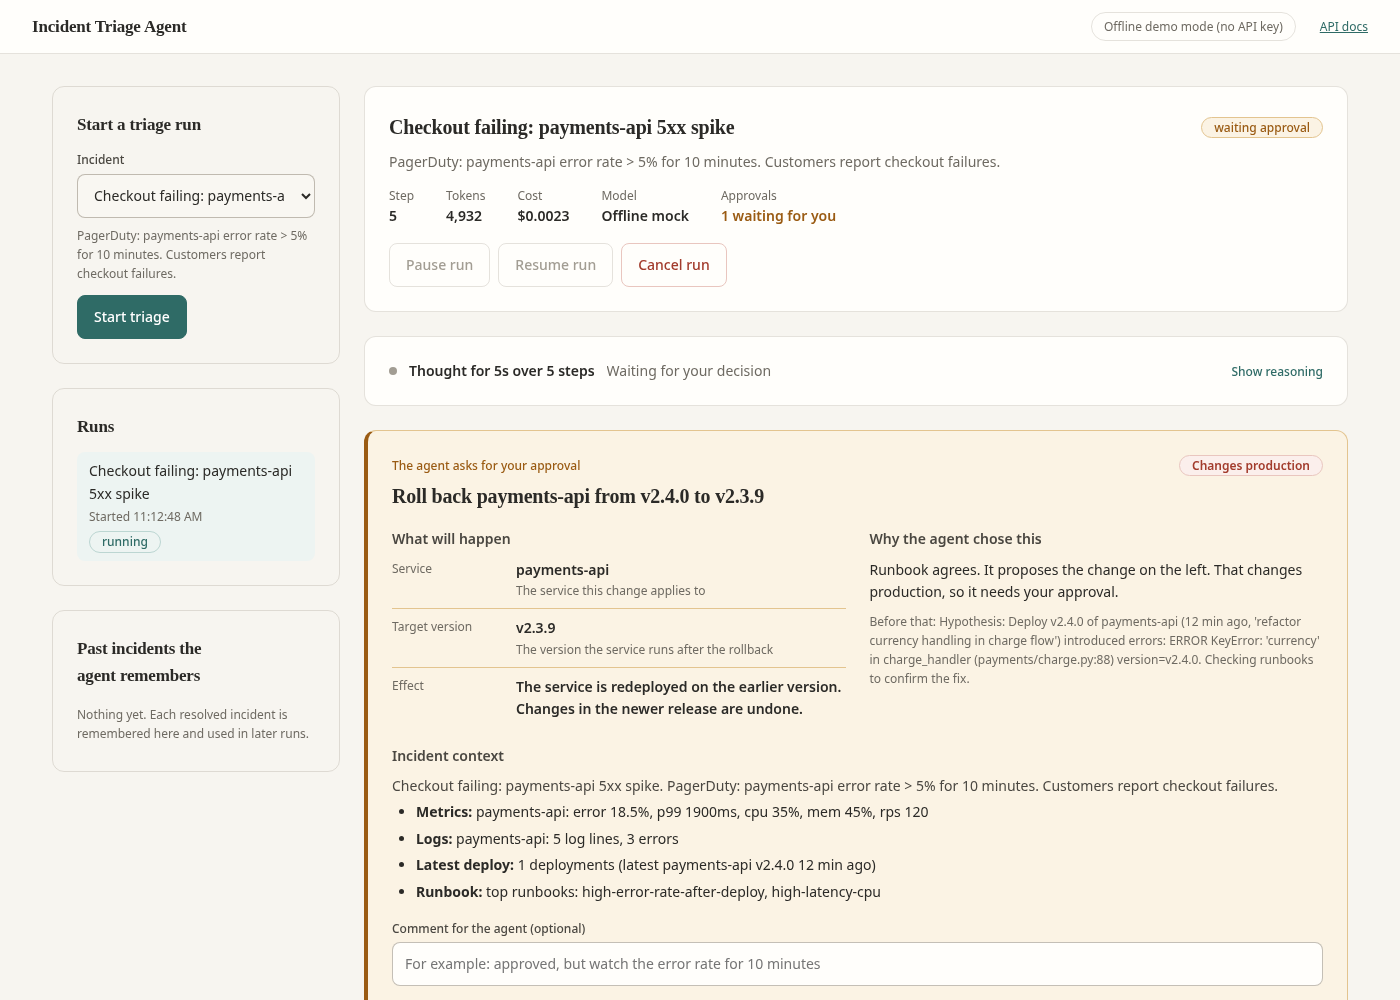 Incident Triage Agent
Offline demo mode (no API key)
API docs
Start a triage run
Incident
Checkout failing: payments-a
PagerDuty: payments-api error rate > 5%
for 10 minutes. Customers report
checkout failures.
Start triage
Runs
Checkout failing: payments-api
5xx spike
Started 11:12:48 AM
running
Past incidents the
agent remembers
Nothing yet. Each resolved incident is
remembered here and used in later runs.
Checkout failing: payments-api 5xx spike
waiting approval
PagerDuty: payments-api error rate > 5% for 10 minutes. Customers report checkout failures.
Step
5
Tokens
4,932
Cost
$0.0023
Model
Offline mock
Approvals
1 waiting for you
Pause run
Resume run
Cancel run
Thought for 5s over 5 steps
Waiting for your decision
Show reasoning
The agent asks for your approval
Changes production
Roll back payments-api from v2.4.0 to v2.3.9
What will happen
Service
payments-api
The service this change applies to
Target version
v2.3.9
The version the service runs after the rollback
Effect
The service is redeployed on the earlier version.
Changes in the newer release are undone.
Why the agent chose this
Runbook agrees. It proposes the change on the left. That changes
production, so it needs your approval.
Before that: Hypothesis: Deploy v2.4.0 of payments-api (12 min ago, 'refactor
currency handling in charge flow') introduced errors: ERROR KeyError: 'currency'
in charge_handler (payments/charge.py:88) version=v2.4.0. Checking runbooks
to confirm the fix.
Incident context
Checkout failing: payments-api 5xx spike. PagerDuty: payments-api error rate > 5% for 10 minutes. Customers report checkout failures.
Metrics: payments-api: error 18.5%, p99 1900ms, cpu 35%, mem 45%, rps 120
Logs: payments-api: 5 log lines, 3 errors
Latest deploy: 1 deployments (latest payments-api v2.4.0 12 min ago)
Runbook: top runbooks: high-error-rate-after-deploy, high-latency-cpu
Comment for the agent (optional)
For example: approved, but watch the error rate for 10 minutes